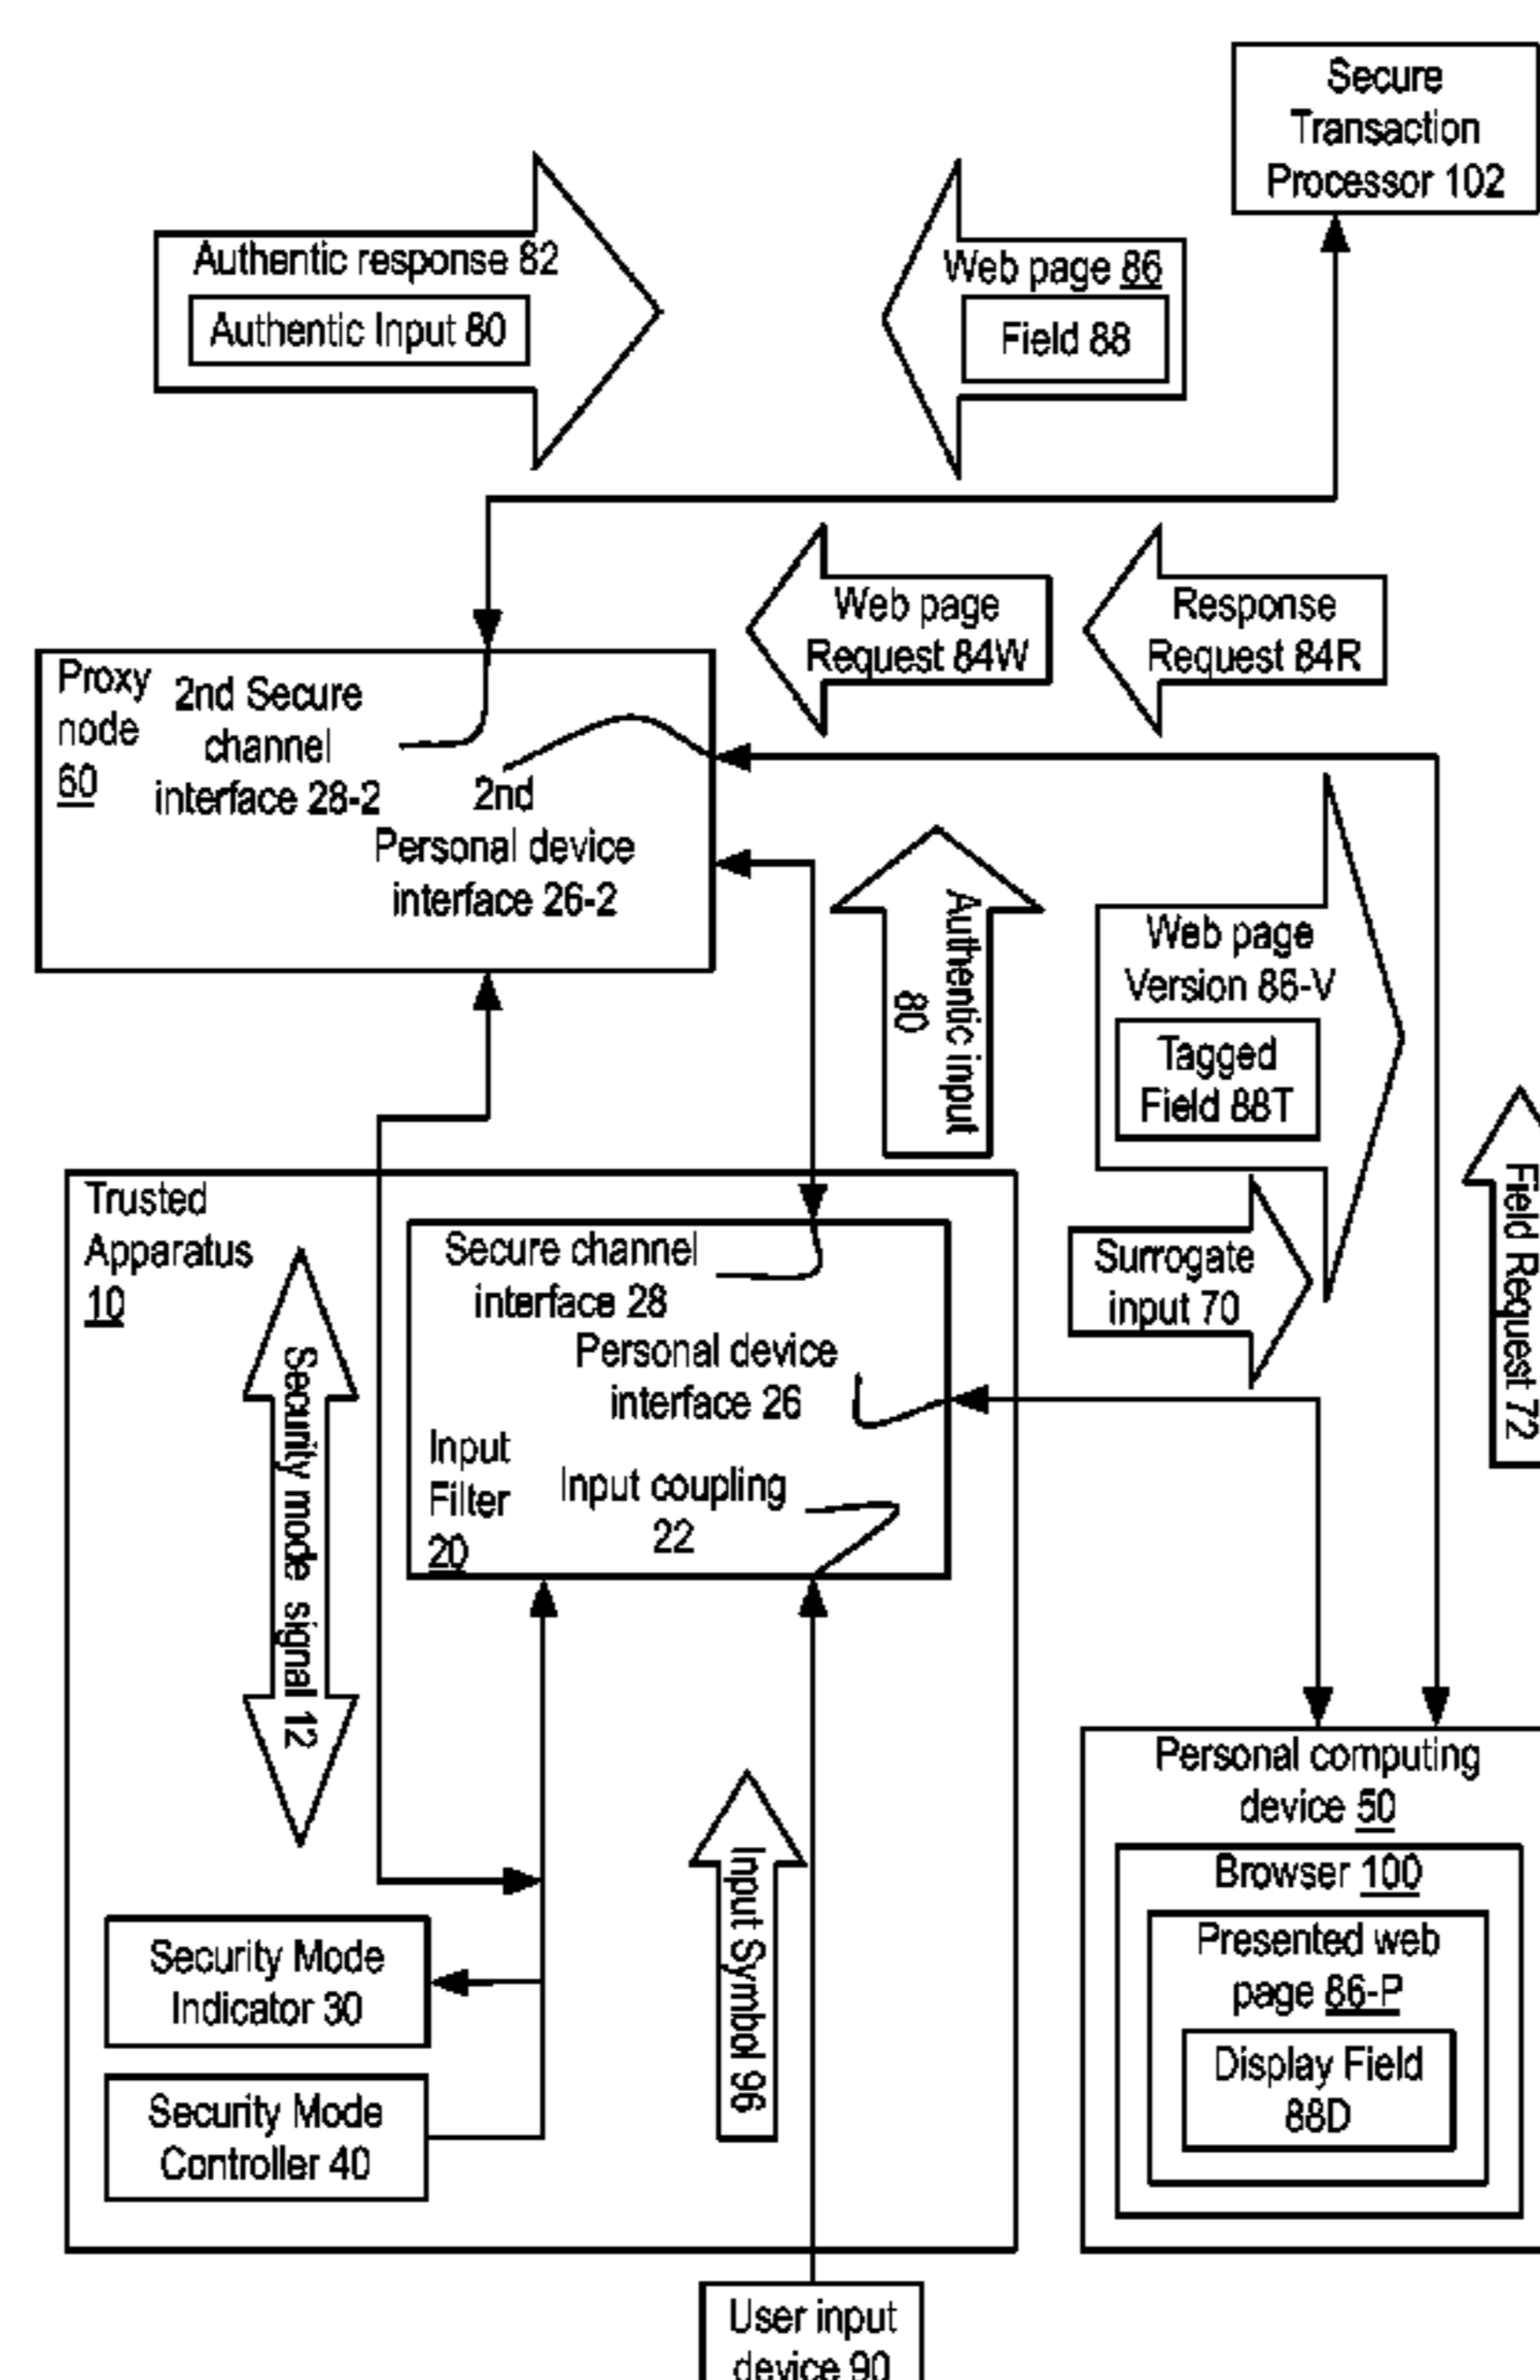 Secure
Transaction
Processor 102
Authentic response 82
Authentic Input 80
Web page 86
Field 88
Web page
Request 84W
Response
Request 84R
Proxy
node
60
2nd Secure
channel
interface 28-2
2nd
Personal device
interface 26-2
Authentic input
80
Web page
Version 86-V
Tagged
Field 88T
Field Request 72
Trusted
Apparatus
10
Security mode signal 12
Secure channel
interface 28
Personal device
interface 26
Input
Filter
20
Input coupling
22
Surrogate
input 70
Input Symbol 96
Security Mode
Indicator 30
Security Mode
Controller 40
Personal computing
device 50
Browser 100
Presented web
page 86-P
Display Field
88D
User input
device 90